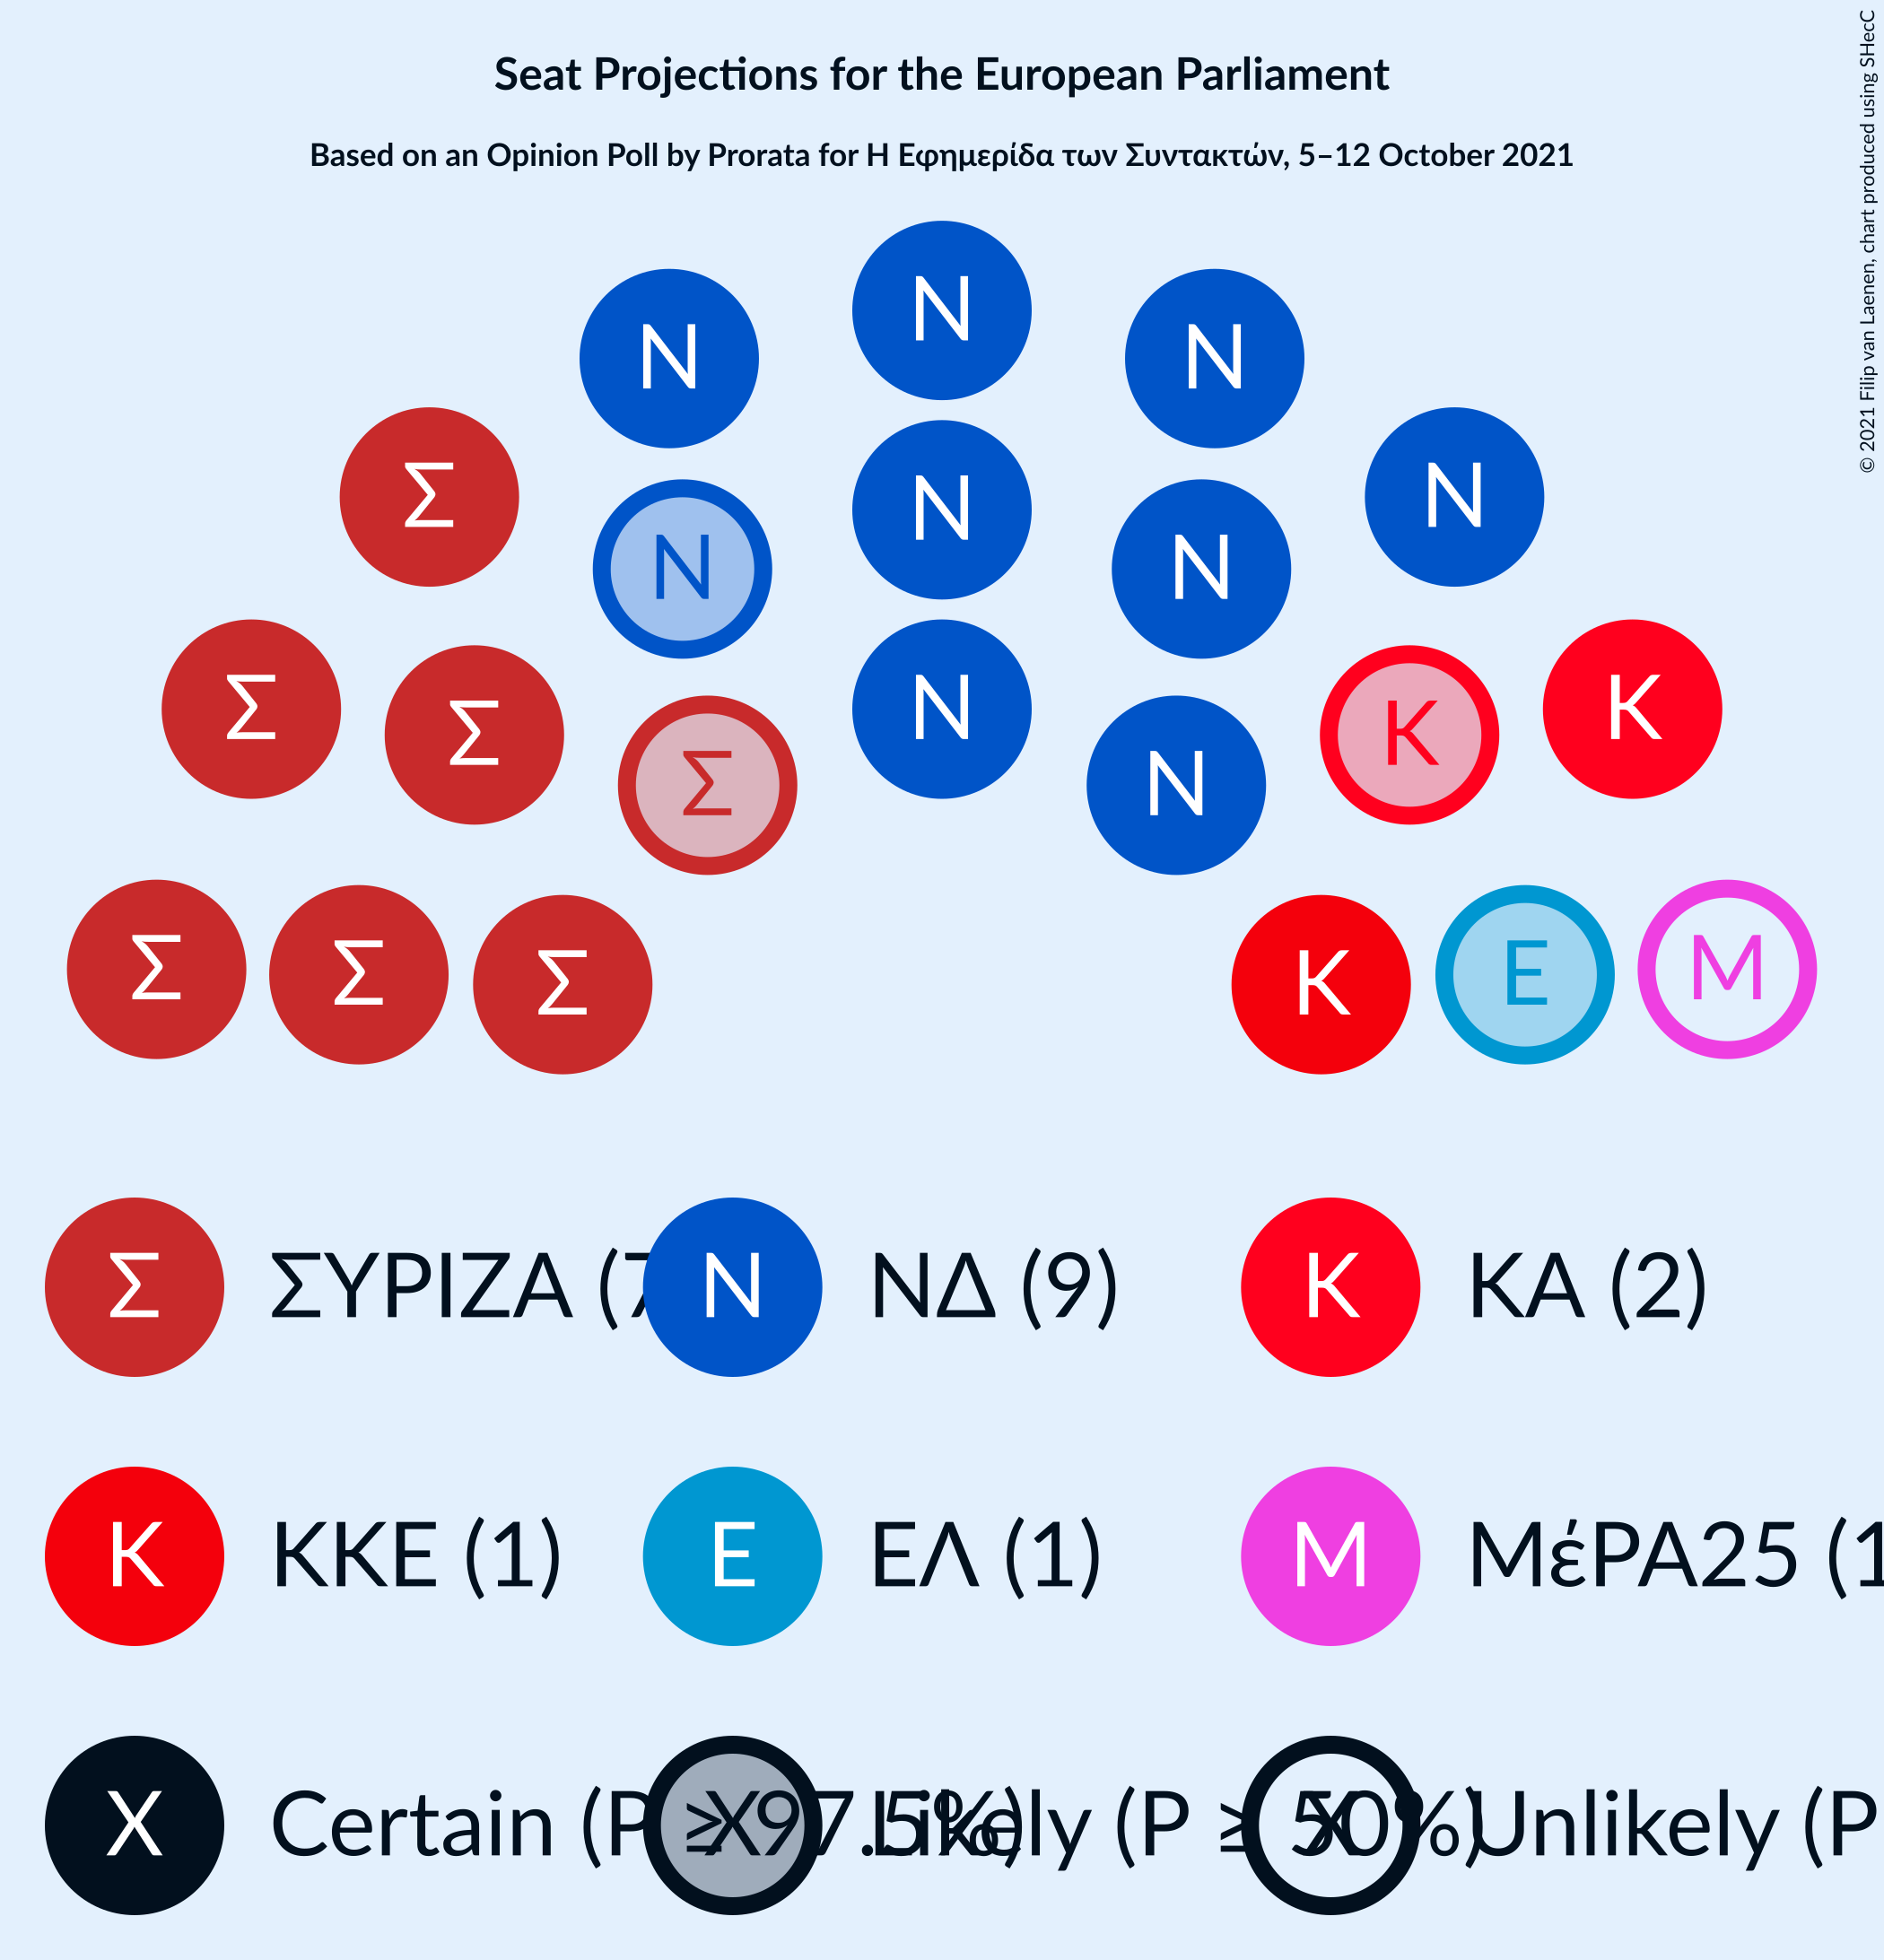 Seat Projections for the European Parliament
Based on an Opinion Poll by Prorata for Η Εφημερίδα των Συντακτών, 5–12 October 2021
© 2021 Filip van Laenen, chart produced using SHecC
N
N N
N
Σ N
N
N N
Σ K
Σ K
N
Σ N
Σ M
Σ E
Σ K
Σ ΣΥΡΙΖΑ (7 N ΝΔ (9) K ΚΑ (2)
K ΚΚΕ (1) E ΕΛ (1) M ΜέΡΑ25 (1
X Certain (P ≥ 97.5%) X Likely (P ≥ 50%) X Unlikely (P